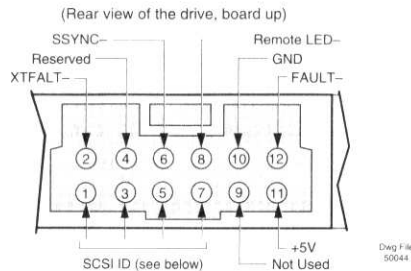 (Rear view of the drive, board up)
SSYNC– Remote LED–
Reserved GND
XTFALT– FAULT–
2 4 6 8 10 12
1 3 5 7 9 11
+5V
SCSI ID (see below) Not Used
Dwg File
50044